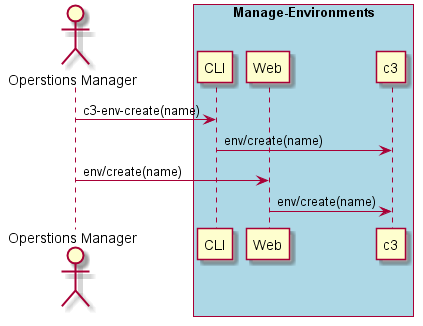 Manage-Environments
Operstions Manager
CLI
Web
c3
c3-env-create(name)
env/create(name)
env/create(name)
env/create(name)
Operstions Manager
CLI
Web
c3